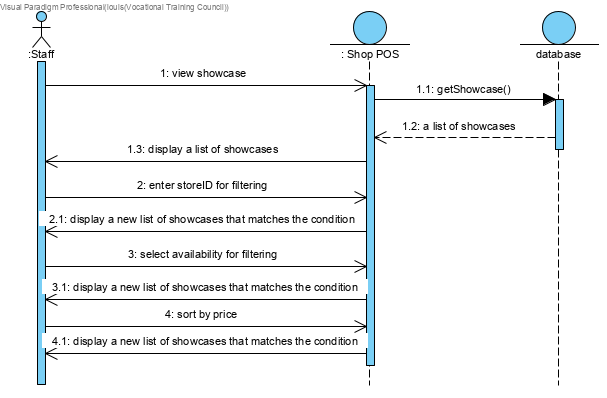 Visual Paradigm Professional(louis(Vocational Training Council))
:Staff
: Shop POS
database
1: view showcase
1.1: getShowcase()
1.2: a list of showcases
1.3: display a list of showcases
2: enter storeID for filtering
2.1: display a new list of showcases that matches the condition
3: select availability for filtering
3.1: display a new list of showcases that matches the condition
4: sort by price
4.1: display a new list of showcases that matches the condition